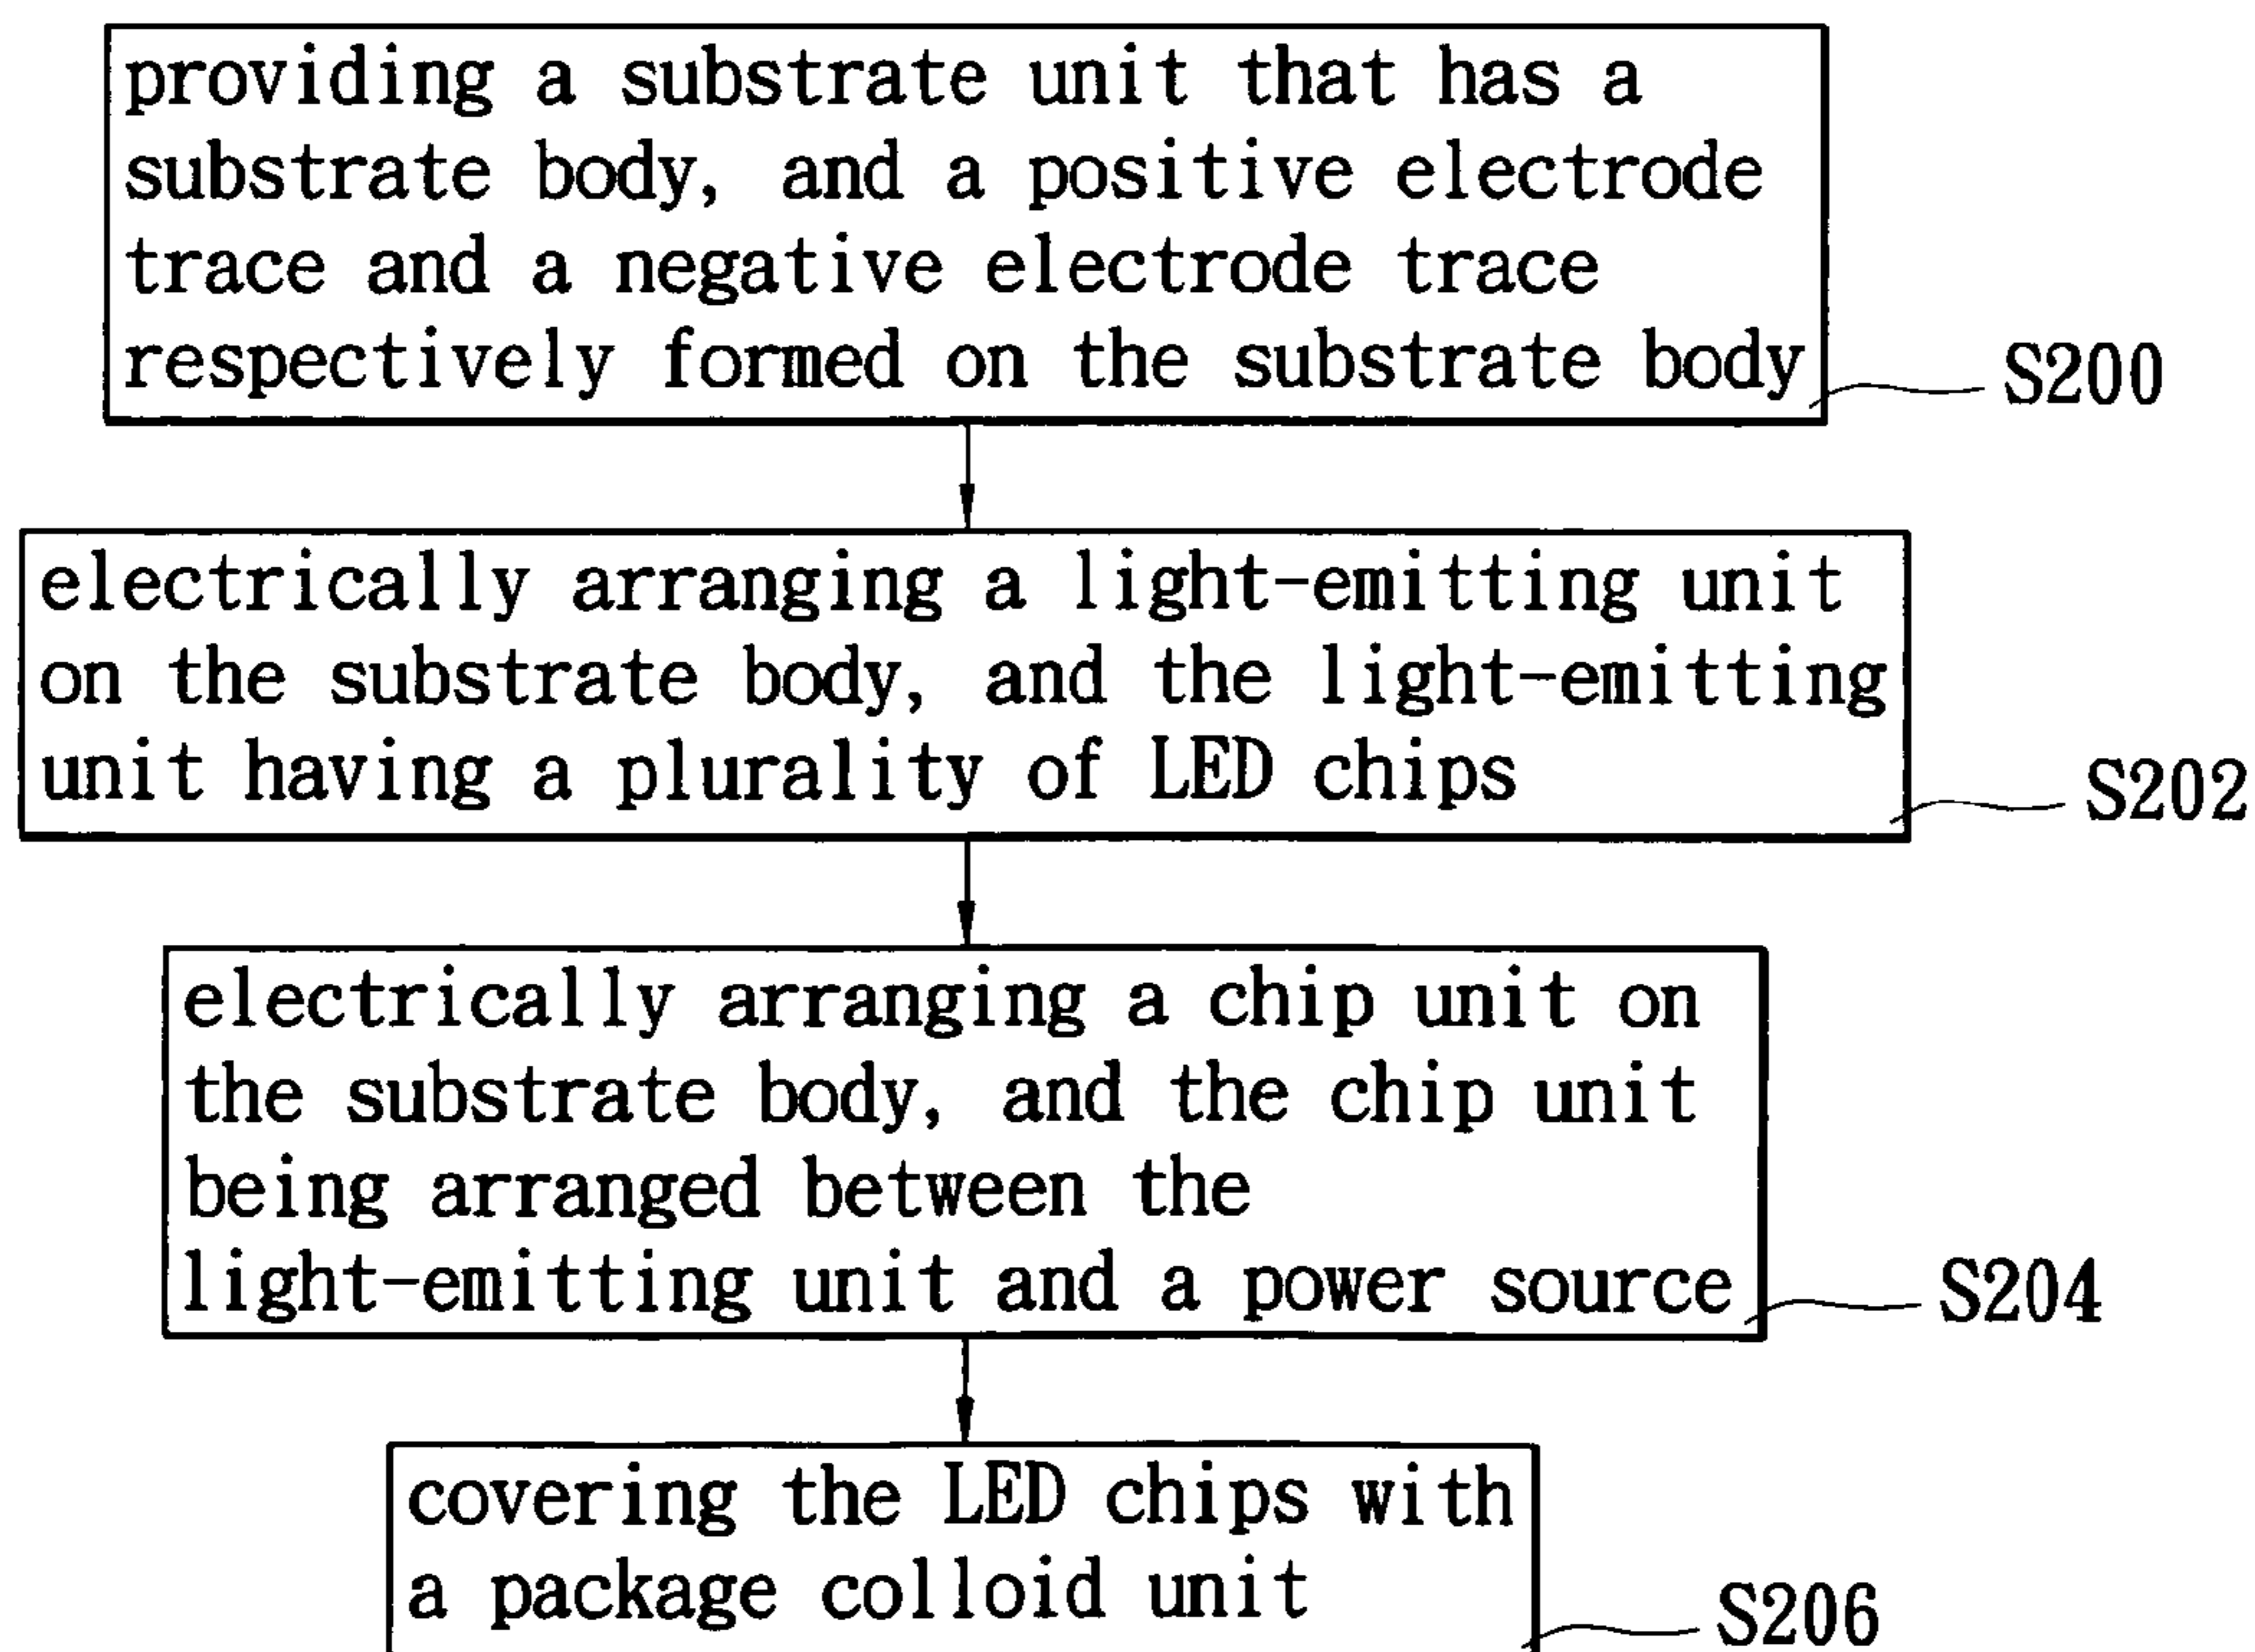 providing a substrate unit that has a
substrate body, and a positive electrode
trace and a negative electrode trace
respectively formed on the substrate body
S200
electrically arranging a light-emitting unit
on the substrate body, and the light-emitting
unit having a plurality of LED chips
S202
electrically arranging a chip unit on
the substrate body, and the chip unit
being arranged between the
light-emitting unit and a power source
S204
covering the LED chips with
a package colloid unit
S206